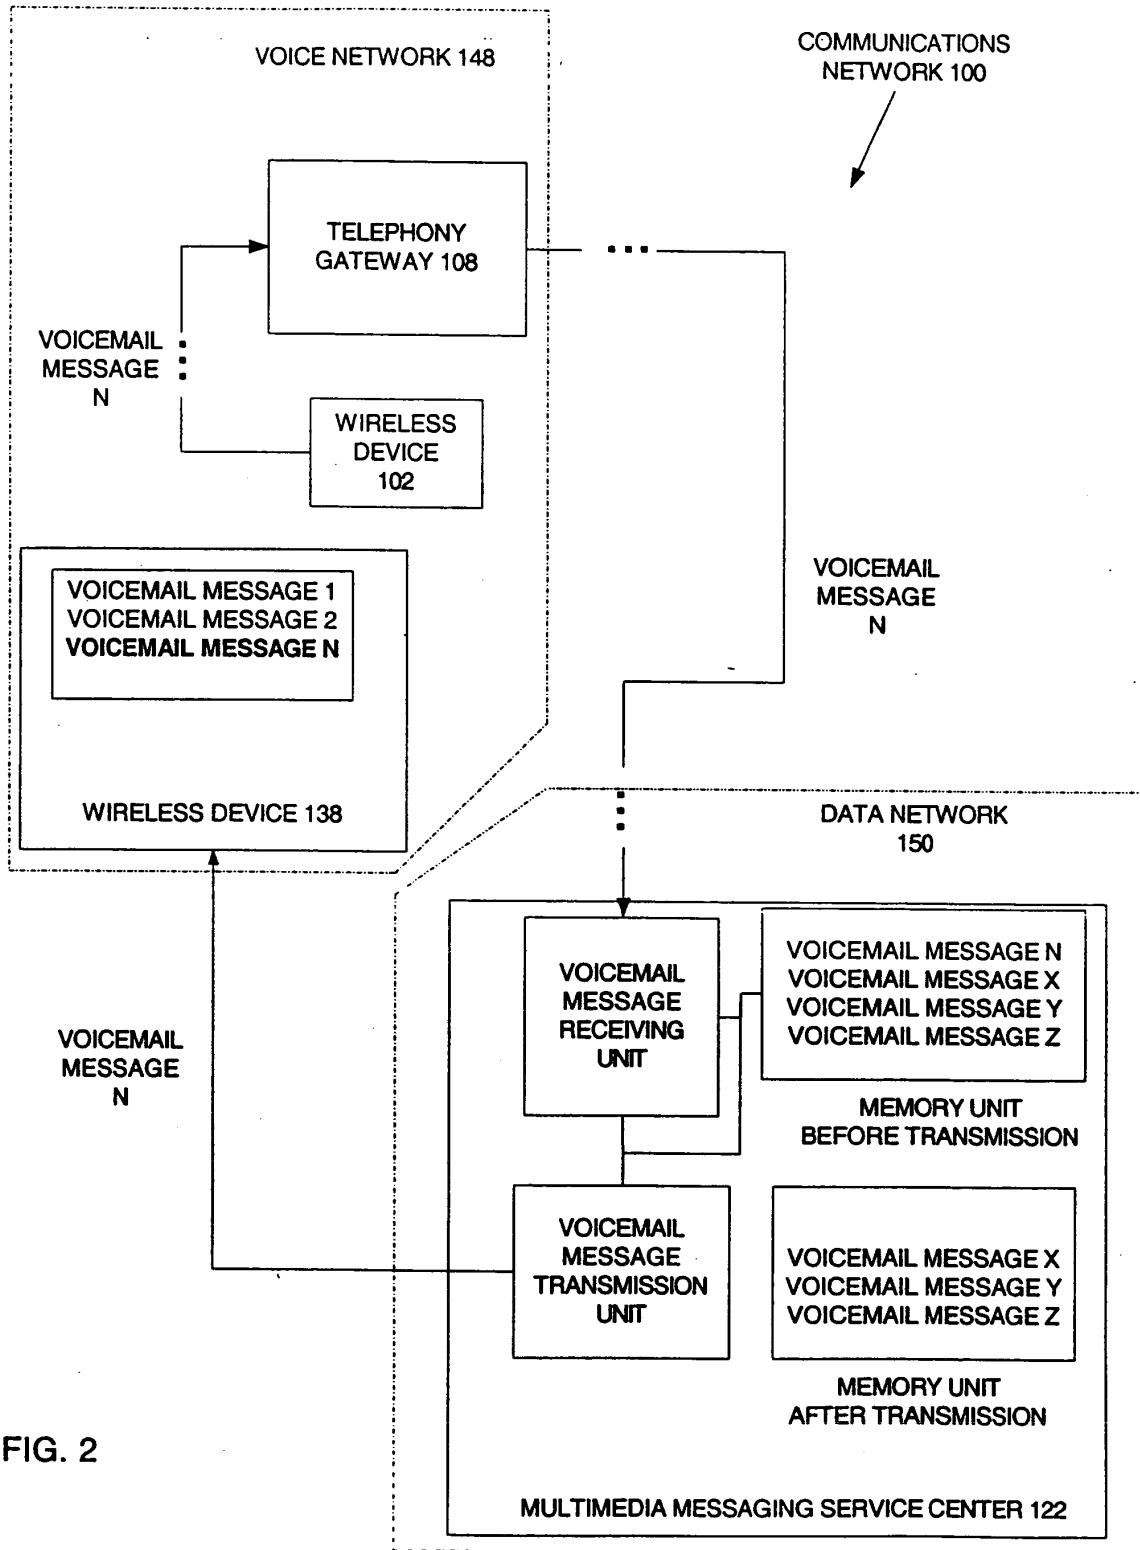 VOICE NETWORK 148
COMMUNICATIONS
NETWORK 100
TELEPHONY
GATEWAY 108
VOICEMAIL
MESSAGE
N
WIRELESS
DEVICE
102
VOICEMAIL MESSAGE 1
VOICEMAIL MESSAGE 2
VOICEMAIL MESSAGE N
WIRELESS DEVICE 138
VOICEMAIL
MESSAGE
N
DATA NETWORK
150
VOICEMAIL
MESSAGE
RECEIVING
UNIT
VOICEMAIL MESSAGE N
VOICEMAIL MESSAGE X
VOICEMAIL MESSAGE Y
VOICEMAIL MESSAGE Z
MEMORY UNIT
BEFORE TRANSMISSION
VOICEMAIL
MESSAGE
N
VOICEMAIL
MESSAGE
TRANSMISSION
UNIT
VOICEMAIL MESSAGE X
VOICEMAIL MESSAGE Y
VOICEMAIL MESSAGE Z
MEMORY UNIT
AFTER TRANSMISSION
MULTIMEDIA MESSAGING SERVICE CENTER 122
FIG. 2